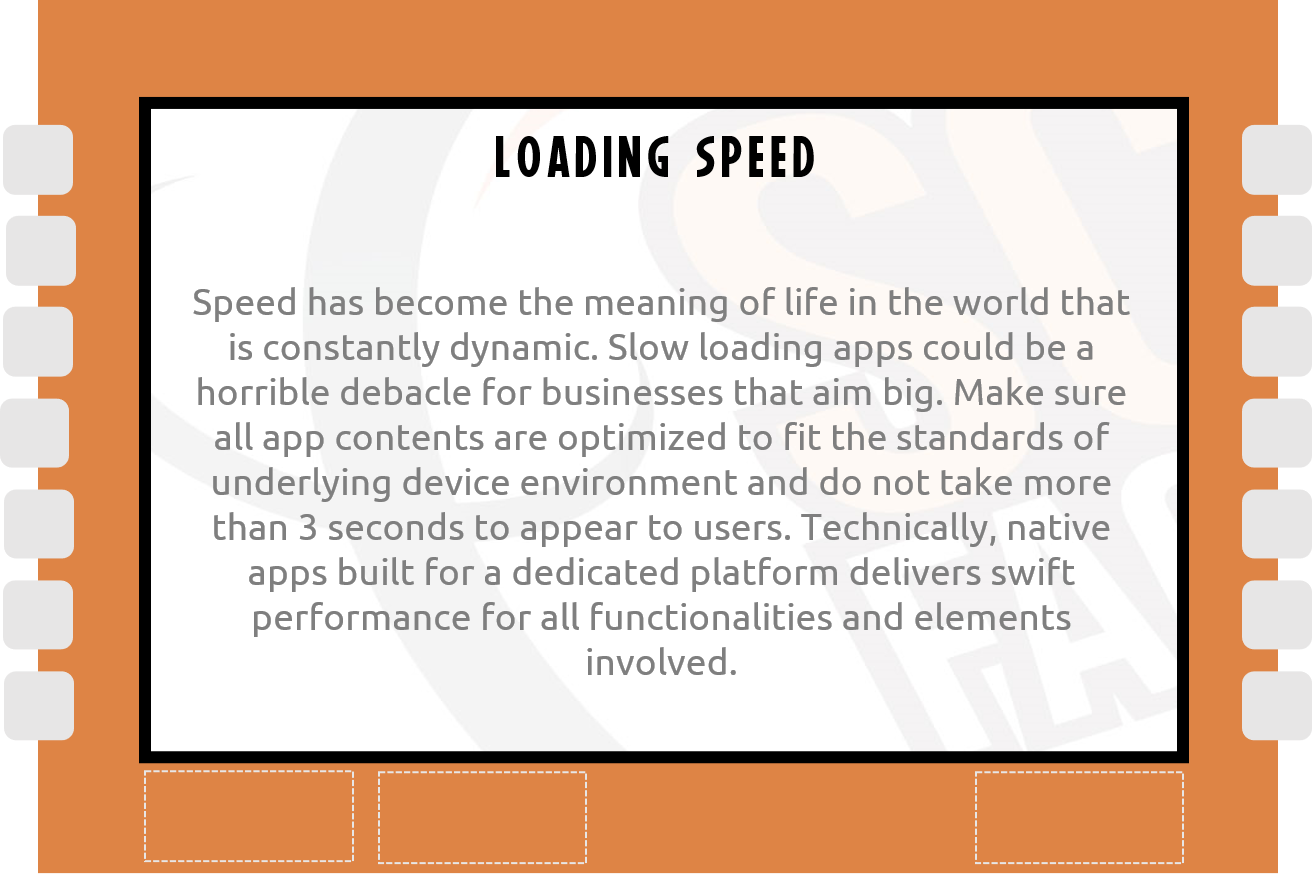 LOADING SPEED
Speed has become the meaning of life in the world that
is constantly dynamic. Slow loading apps could be a
horrible debacle for businesses that aim big. Make sure
all app contents are optimized to fit the standards of
underlying device environment and do not take more
than 3 seconds to appear to users. Technically, native
apps built for a dedicated platform delivers swift
performance for all functionalities and elements
involved.